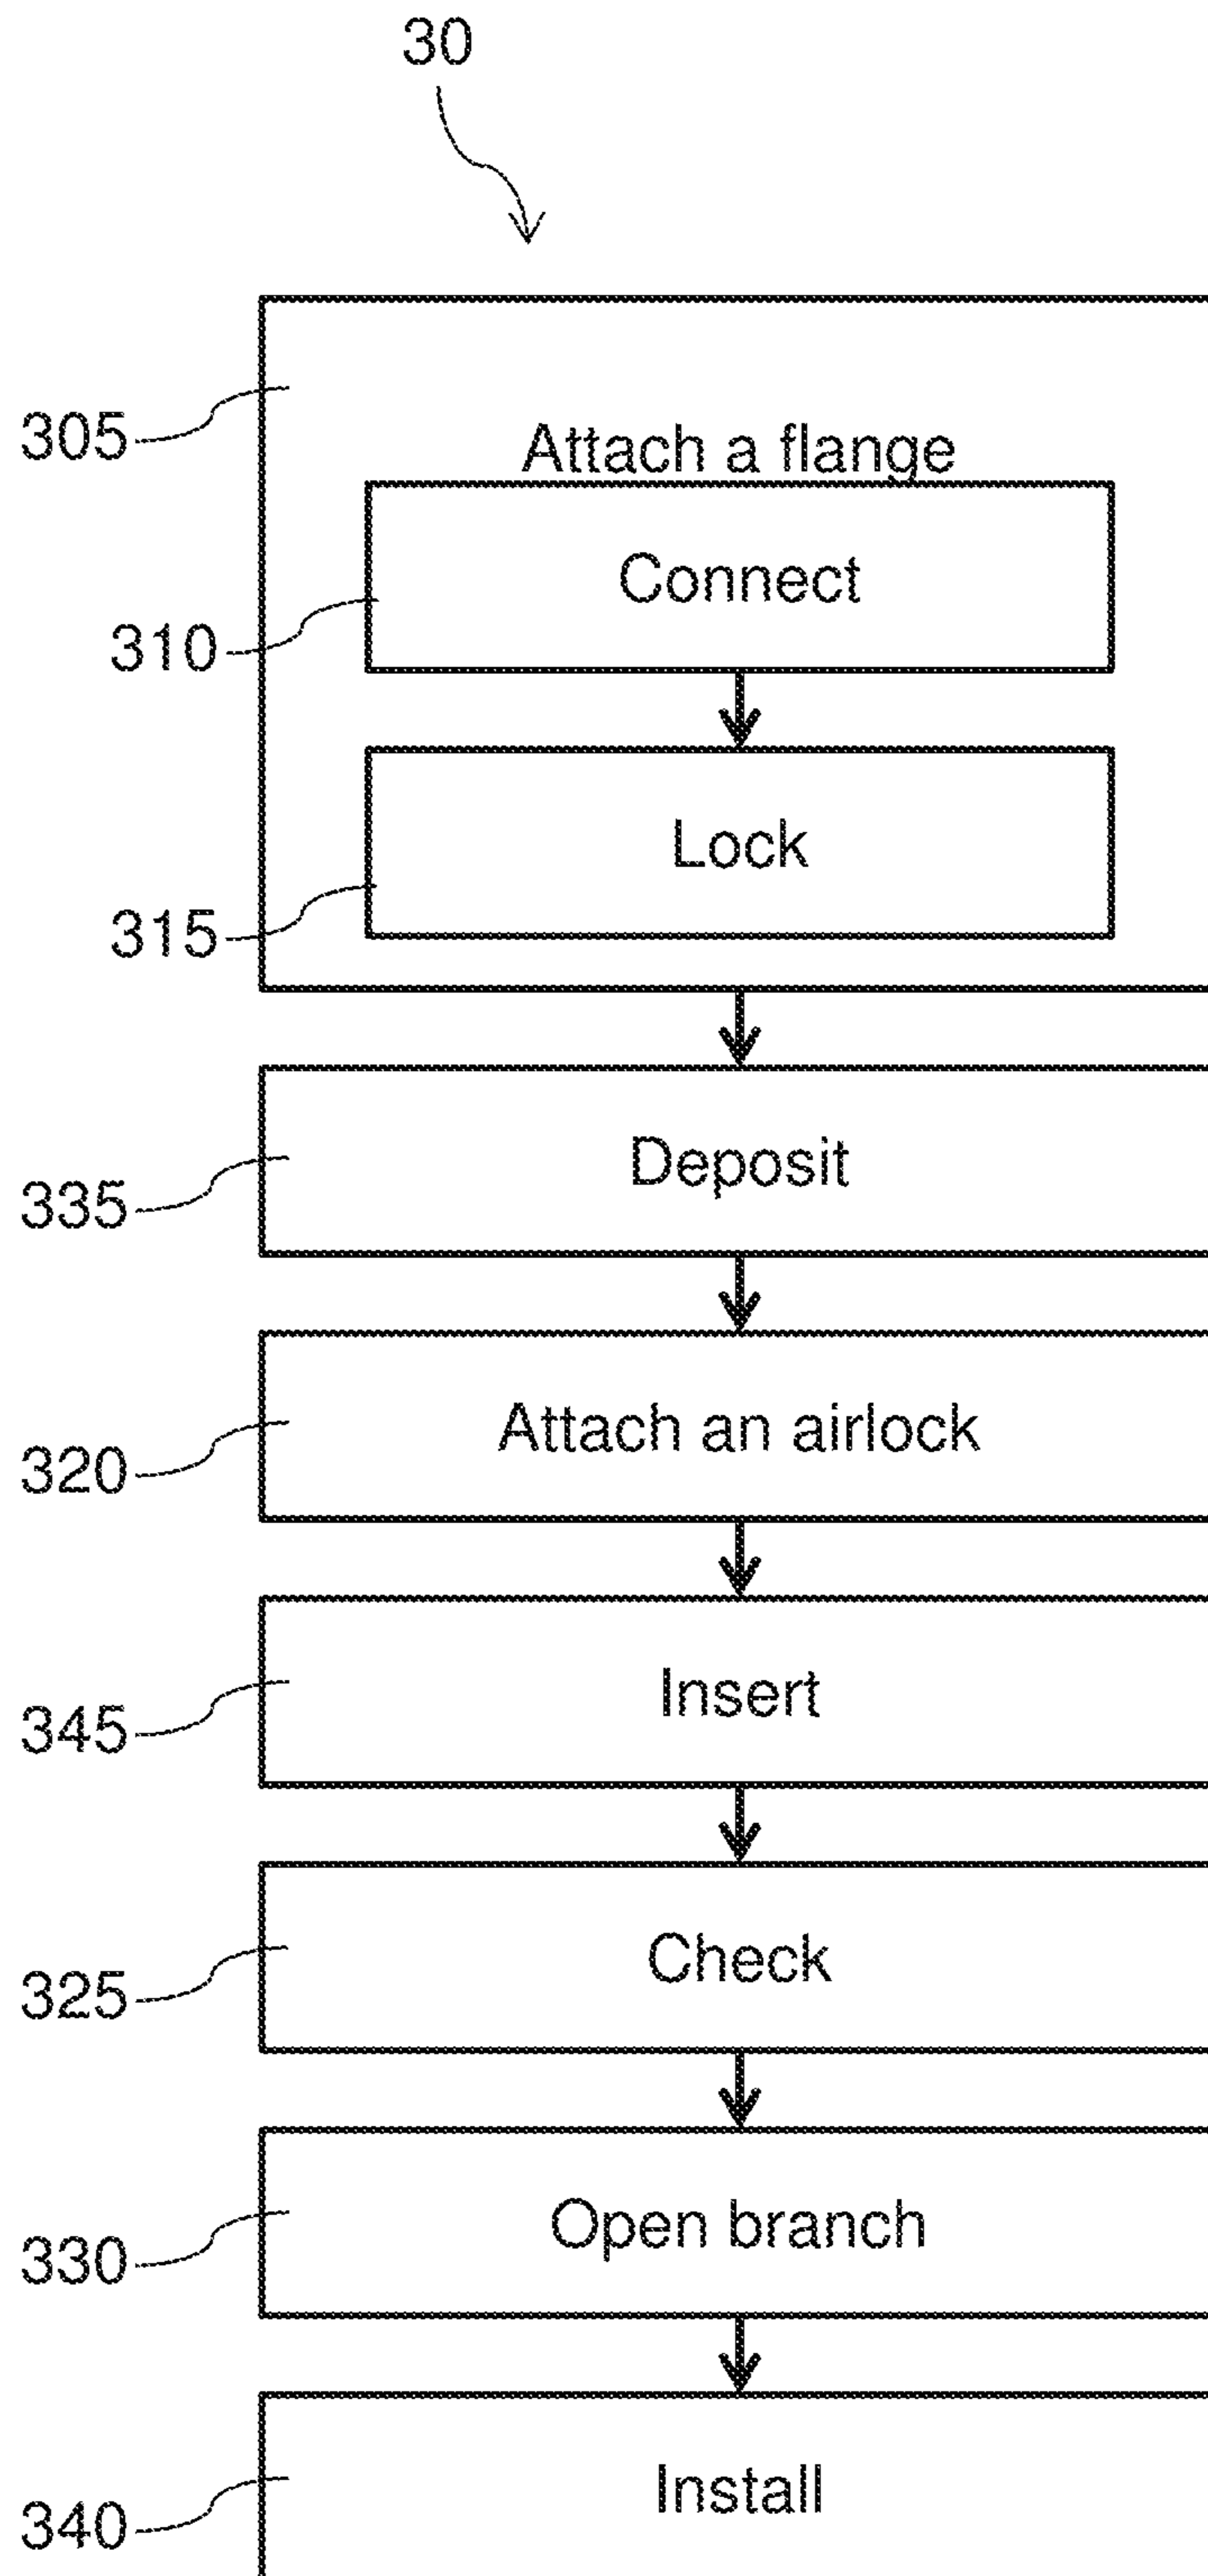 30
305
Attach a flange
310
Connect
315
Lock
335
Deposit
320
Attach an airlock
345
Insert
325
Check
330
Open branch
340
Install